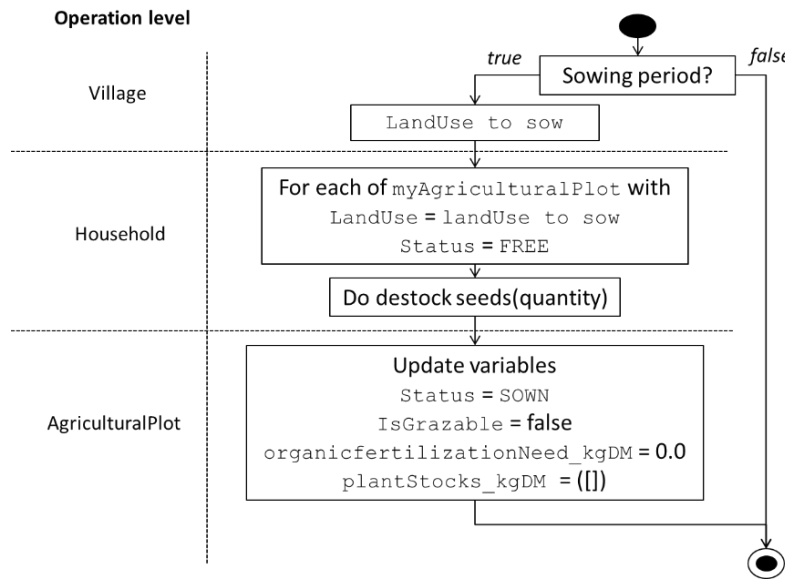 Operation level
true
false
Sowing period?
Village
LandUse to sow
For each of myAgriculturalPlot with
LandUse = landUse to sow
Status = FREE
Household
Do destock seeds(quantity)
Update variables
Status = SOWN
IsGrazable = false
AgriculturalPlot
organicfertilizationNeed_kgDM = 0.0
plantStocks_kgDM = ([])